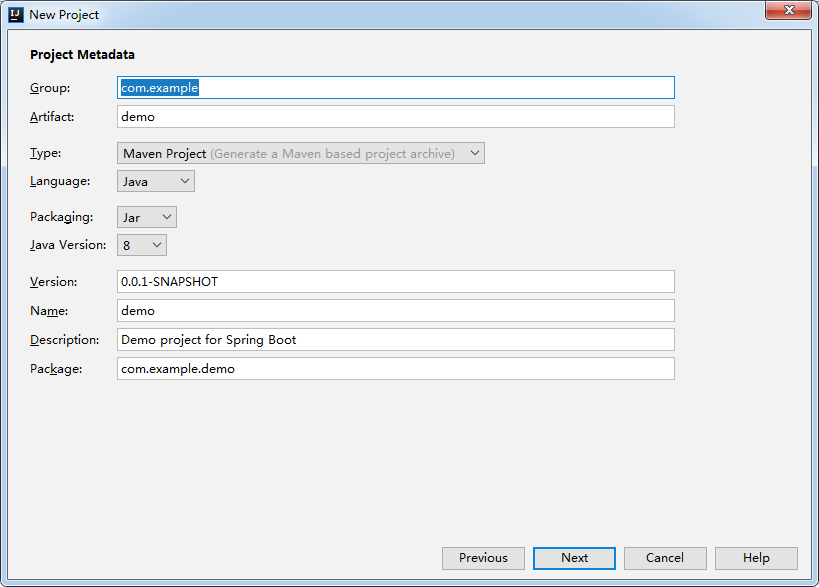 New Project
Project Metadata
Group: com.example
Artifact: demo
Type: Maven Project (Generate a Maven based project archive)
Language: Java
Packaging: Jar
Java Version: 8
Version: 0.0.1-SNAPSHOT
Name: demo
Description: Demo project for Spring Boot
Package: com.example.demo
Previous Next Cancel Help